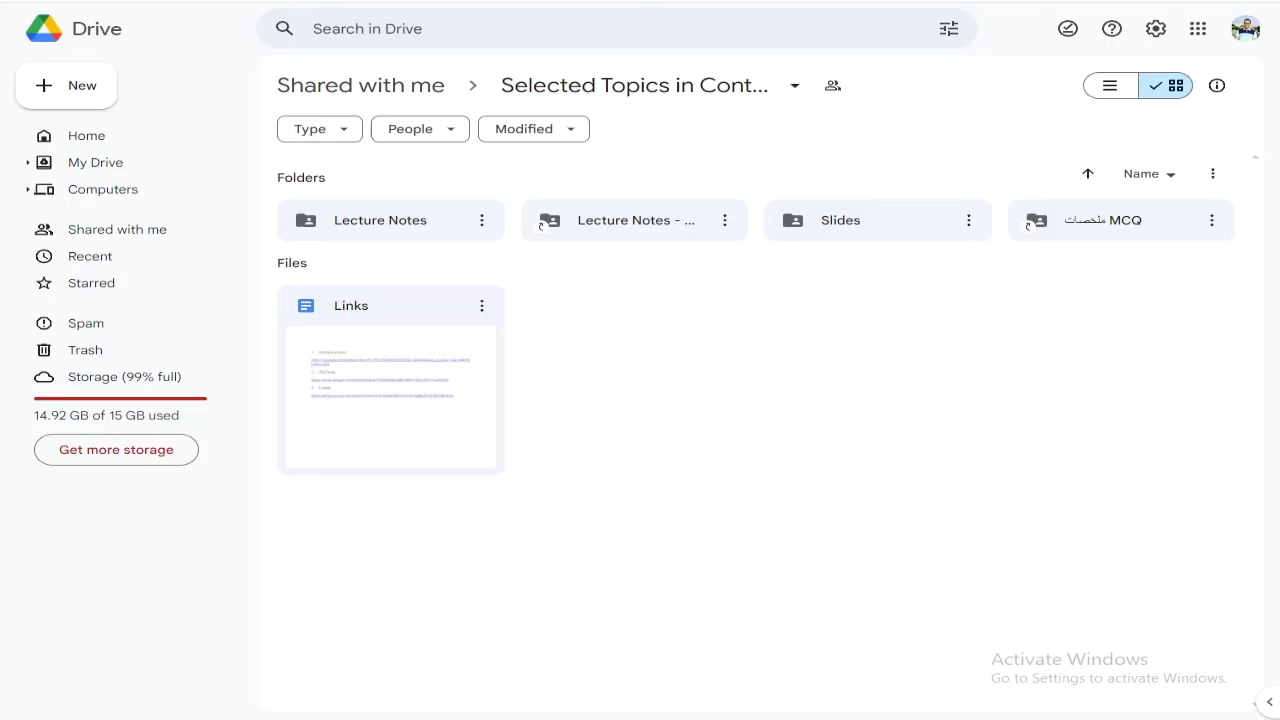 Drive
Search in Drive
New
Shared with me
Selected Topics in Cont...
Type
People
Modified
Home
My Drive
Computers
Shared with me
Recent
Starred
Spam
Trash
Storage (99% full)
14.92 GB of 15 GB used
Get more storage
Folders
Name
Lecture Notes
Lecture Notes - ...
Slides
ملخصات MCQ
Files
Links
Activate Windows
Go to Settings to activate Windows.